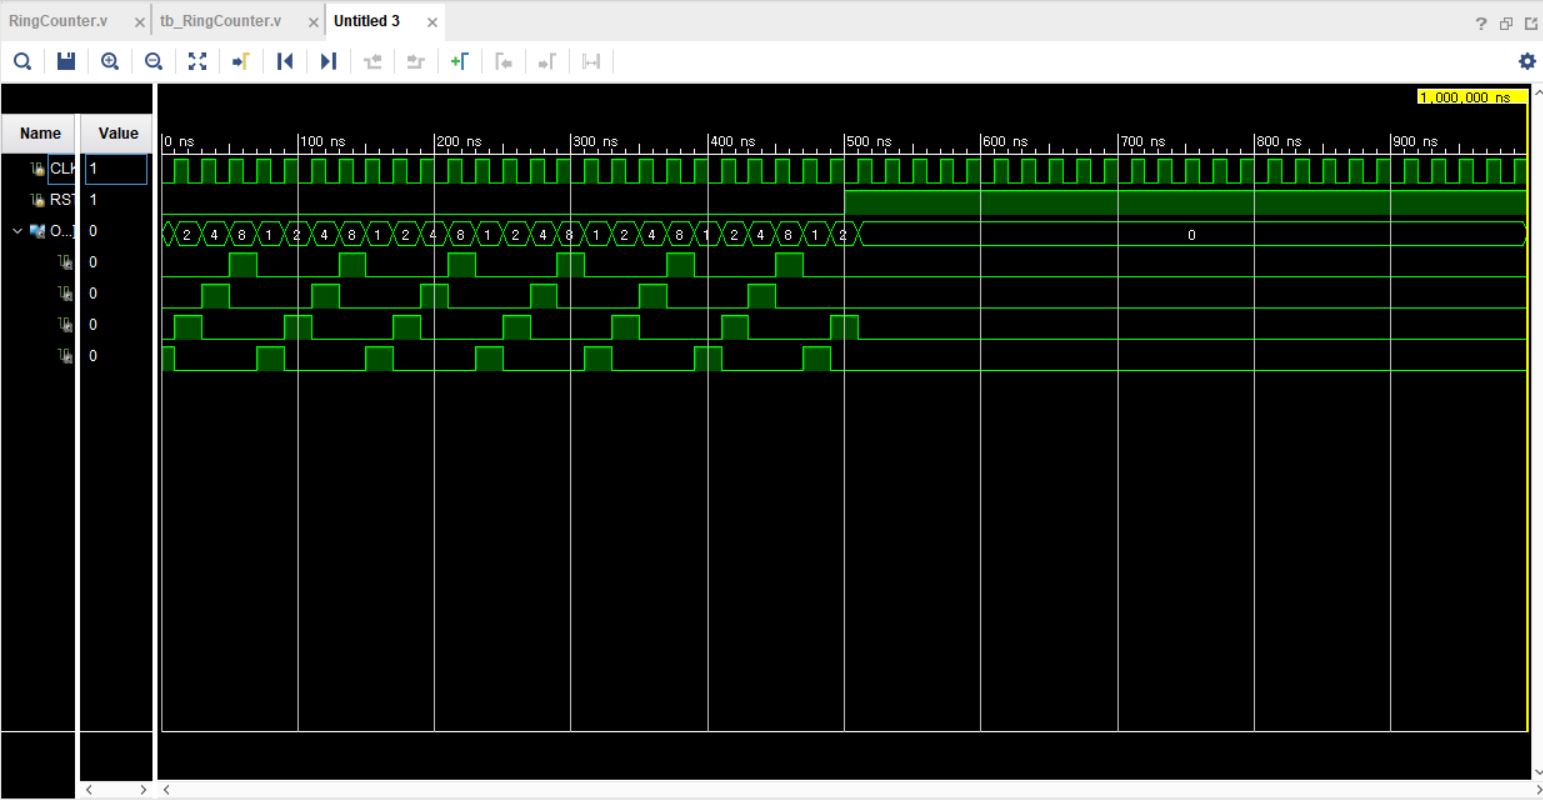 RingCounter.v × tb_RingCounter.v × Untitled 3 ×
1,000,000 ns
Name Value
0 ns 100 ns 200 ns 300 ns 400 ns 500 ns 600 ns 700 ns 800 ns 900 ns
CLK 1
RST 1
O...] 0 2 4 8 1 2 4 8 1 2 4 8 1 2 4 8 1 2 4 8 1 2 4 8 1 2 0
0
0
0
0